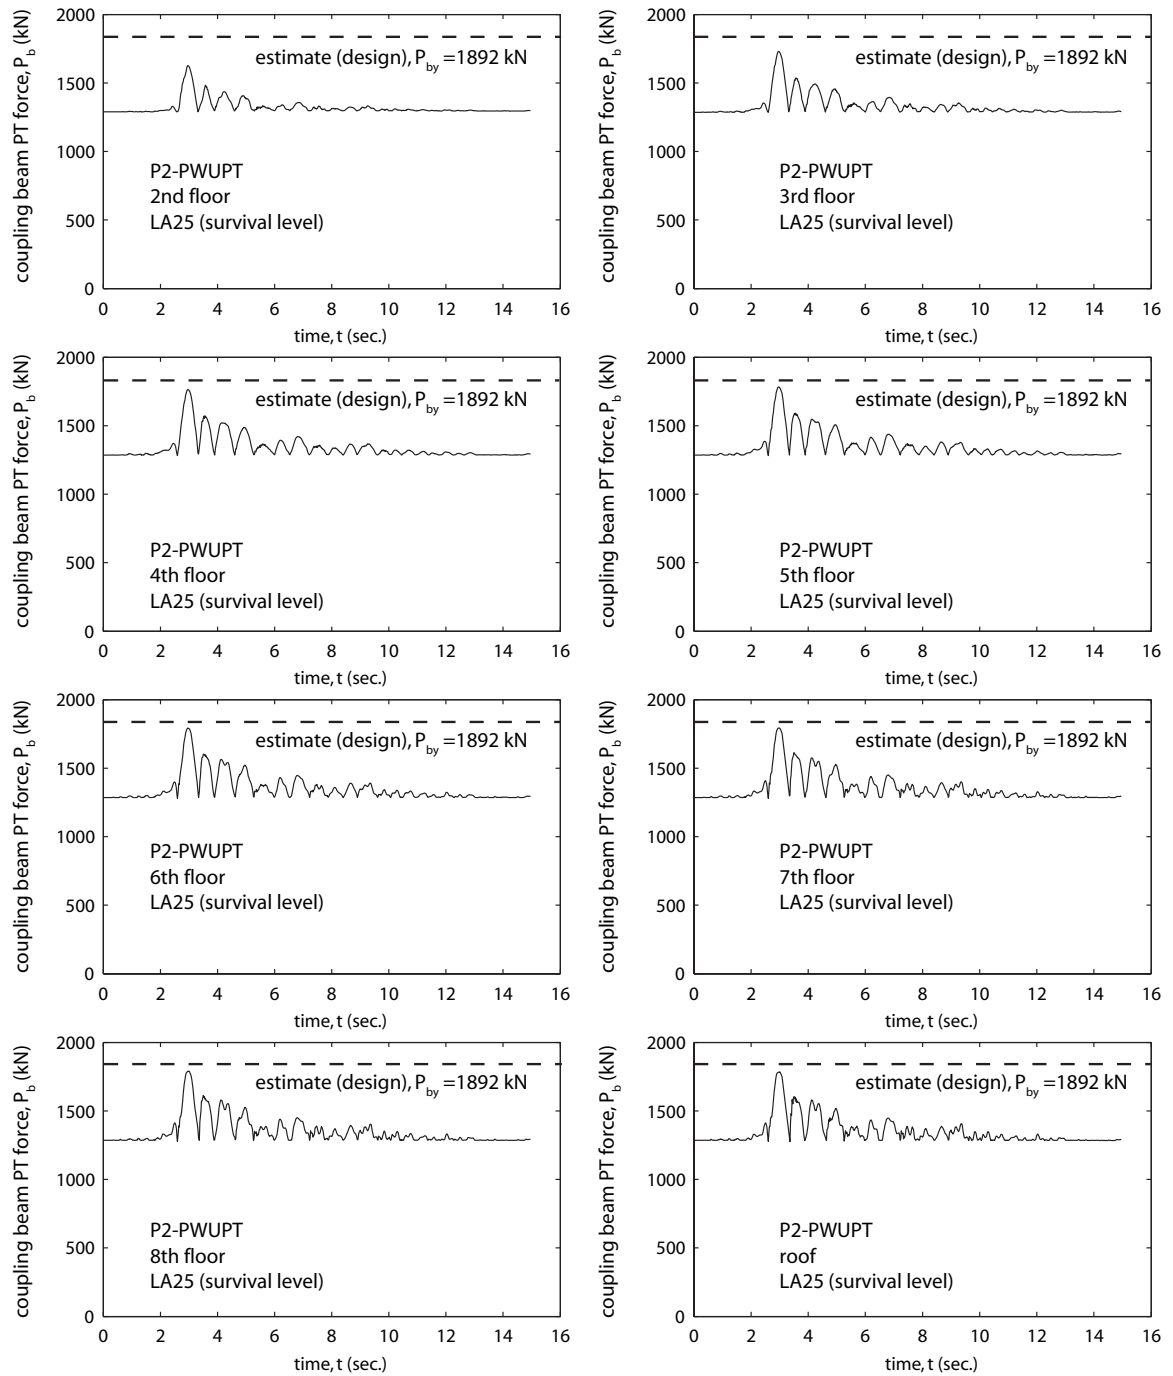 coupling beam PT force, P_b (kN)
2000
1500
1000
500
0
estimate (design), P_by =1892 kN
P2-PWUPT
2nd floor
LA25 (survival level)
0 2 4 6 8 10 12 14 16
time, t (sec.)
coupling beam PT force, P_b (kN)
2000
1500
1000
500
0
estimate (design), P_by =1892 kN
P2-PWUPT
3rd floor
LA25 (survival level)
0 2 4 6 8 10 12 14 16
time, t (sec.)
coupling beam PT force, P_b (kN)
2000
1500
1000
500
0
estimate (design), P_by =1892 kN
P2-PWUPT
4th floor
LA25 (survival level)
0 2 4 6 8 10 12 14 16
time, t (sec.)
coupling beam PT force, P_b (kN)
2000
1500
1000
500
0
estimate (design), P_by =1892 kN
P2-PWUPT
5th floor
LA25 (survival level)
0 2 4 6 8 10 12 14 16
time, t (sec.)
coupling beam PT force, P_b (kN)
2000
1500
1000
500
0
estimate (design), P_by =1892 kN
P2-PWUPT
6th floor
LA25 (survival level)
0 2 4 6 8 10 12 14 16
time, t (sec.)
coupling beam PT force, P_b (kN)
2000
1500
1000
500
0
estimate (design), P_by =1892 kN
P2-PWUPT
7th floor
LA25 (survival level)
0 2 4 6 8 10 12 14 16
time, t (sec.)
coupling beam PT force, P_b (kN)
2000
1500
1000
500
0
estimate (design), P_by =1892 kN
P2-PWUPT
8th floor
LA25 (survival level)
0 2 4 6 8 10 12 14 16
time, t (sec.)
coupling beam PT force, P_b (kN)
2000
1500
1000
500
0
estimate (design), P_by =1892 kN
P2-PWUPT
roof
LA25 (survival level)
0 2 4 6 8 10 12 14 16
time, t (sec.)